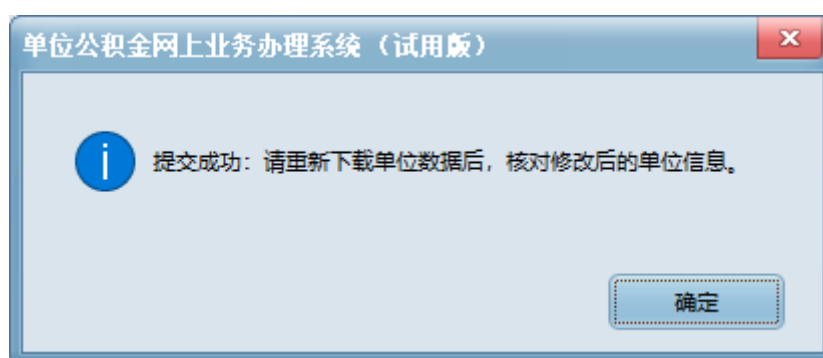 单位公积金网上业务办理系统（试用版）
提交成功：请重新下载单位数据后，核对修改后的单位信息。
确定